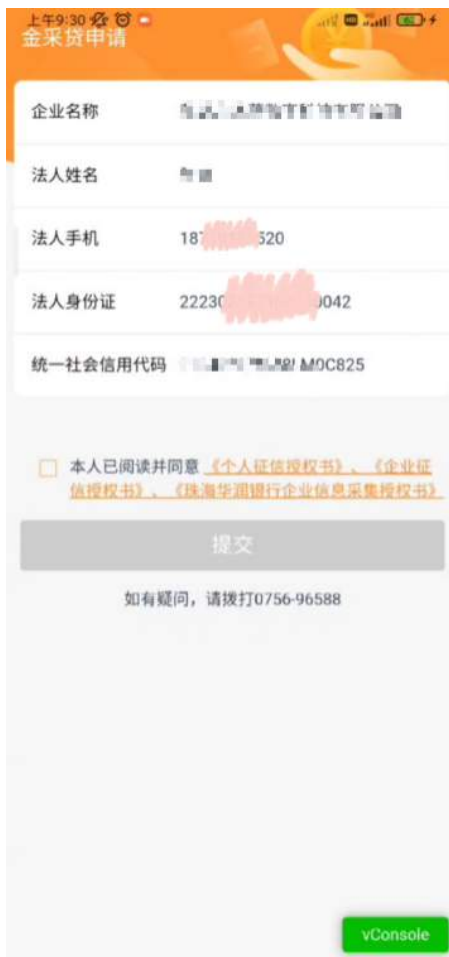 上午9:30
金采贷申请
企业名称
法人姓名
法人手机 18 520
法人身份证 2223 0042
统一社会信用代码 LM0C825
本人已阅读并同意《个人征信授权书》、《企业征
信授权书》、《珠海华润银行企业信息采集授权书》
提交
如有疑问，请拨打0756-96588
vConsole